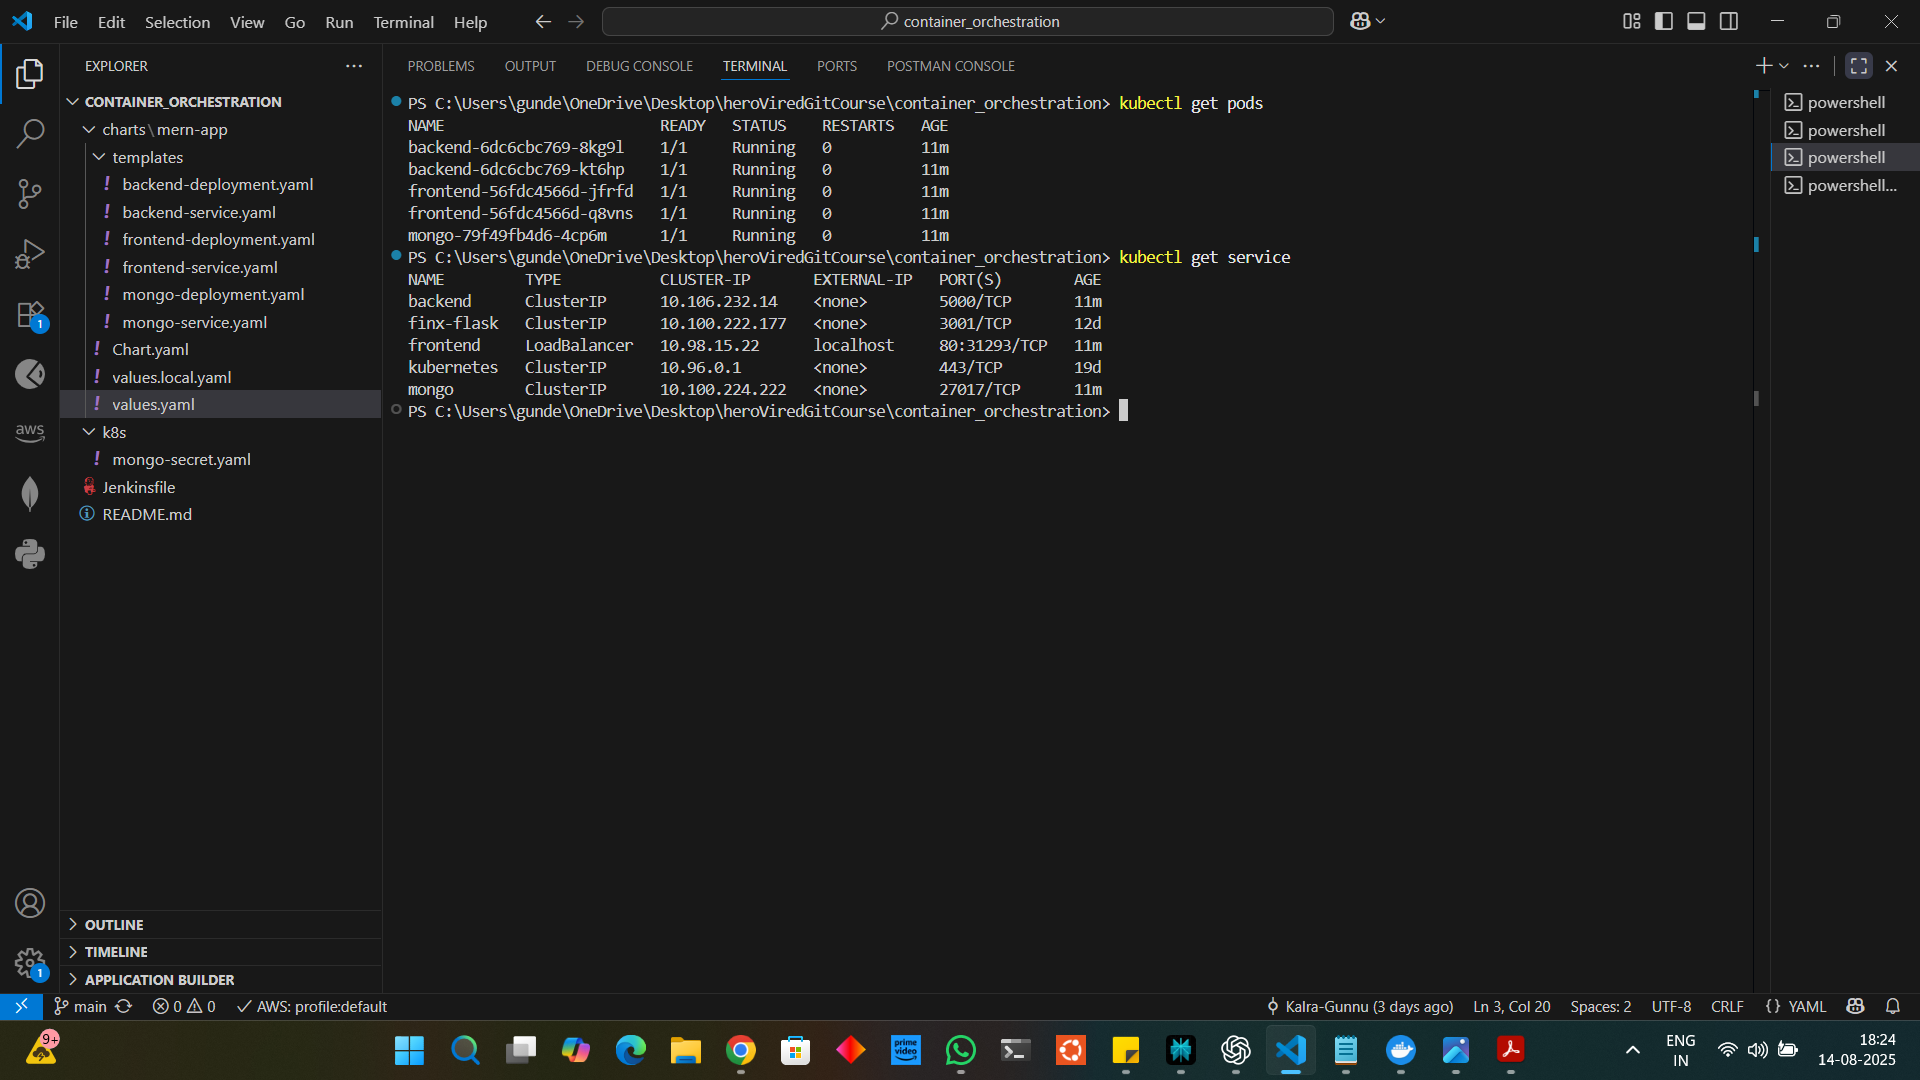 File Edit Selection View Go Run Terminal Help
container_orchestration
EXPLORER
PROBLEMS OUTPUT DEBUG CONSOLE TERMINAL PORTS POSTMAN CONSOLE
CONTAINER_ORCHESTRATION
charts\mern-app
templates
! backend-deployment.yaml
! backend-service.yaml
! frontend-deployment.yaml
! frontend-service.yaml
! mongo-deployment.yaml
! mongo-service.yaml
! Chart.yaml
! values.local.yaml
! values.yaml
k8s
! mongo-secret.yaml
Jenkinsfile
README.md
OUTLINE
TIMELINE
APPLICATION BUILDER
1
aws
1
PS C:\Users\gunde\OneDrive\Desktop\heroViredGitCourse\container_orchestration> kubectl get pods
NAME READY STATUS RESTARTS AGE
backend-6dc6cbc769-8kg9l 1/1 Running 0 11m
backend-6dc6cbc769-kt6hp 1/1 Running 0 11m
frontend-56fdc4566d-jfrfd 1/1 Running 0 11m
frontend-56fdc4566d-q8vns 1/1 Running 0 11m
mongo-79f49fb4d6-4cp6m 1/1 Running 0 11m
PS C:\Users\gunde\OneDrive\Desktop\heroViredGitCourse\container_orchestration> kubectl get service
NAME TYPE CLUSTER-IP EXTERNAL-IP PORT(S) AGE
backend ClusterIP 10.106.232.14 <none> 5000/TCP 11m
finx-flask ClusterIP 10.100.222.177 <none> 3001/TCP 12d
frontend LoadBalancer 10.98.15.22 localhost 80:31293/TCP 11m
kubernetes ClusterIP 10.96.0.1 <none> 443/TCP 19d
mongo ClusterIP 10.100.224.222 <none> 27017/TCP 11m
PS C:\Users\gunde\OneDrive\Desktop\heroViredGitCourse\container_orchestration>
powershell
powershell
powershell
powershell...
main 0 0 AWS: profile:default
Kalra-Gunnu (3 days ago) Ln 3, Col 20 Spaces: 2 UTF-8 CRLF {} YAML
9+
prime video
ENG
IN
18:24
14-08-2025